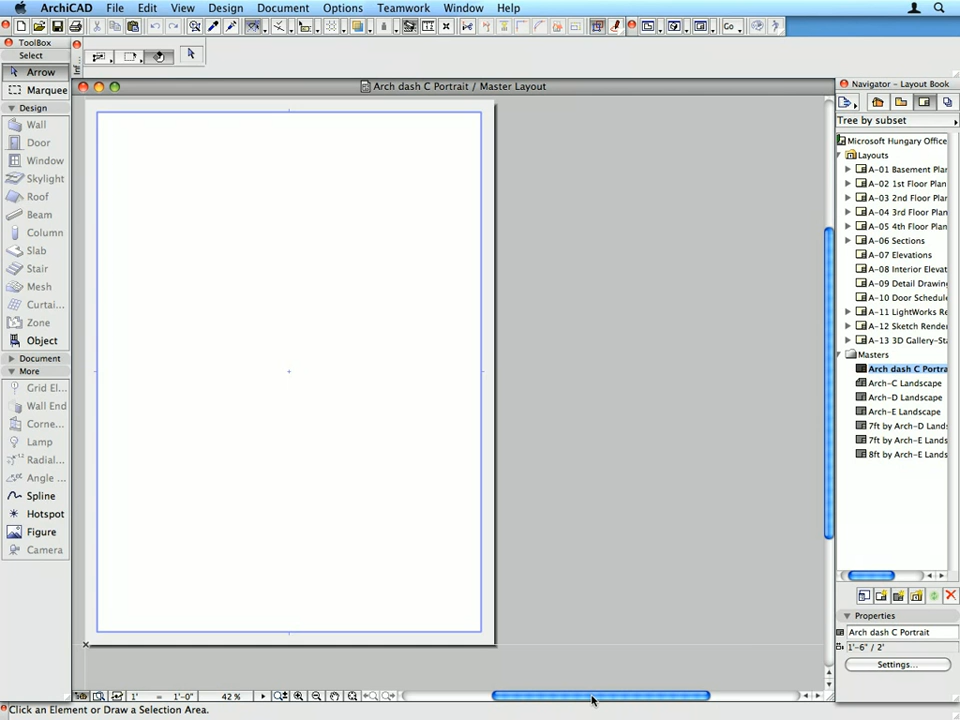 ArchiCAD File Edit View Design Document Options Teamwork Window Help
Go...
ToolBox
Select
Arrow
Marquee
Design
Wall
Door
Window
Skylight
Roof
Beam
Column
Slab
Stair
Mesh
Curtai...
Zone
Object
Document
More
Grid El...
Wall End
Corne...
Lamp
Radial...
Angle ...
Spline
Hotspot
Figure
Camera
Arch dash C Portrait / Master Layout
Navigator - Layout Book
Tree by subset
Microsoft Hungary Office
Layouts
A-01 Basement Plan
A-02 1st Floor Plan
A-03 2nd Floor Plan
A-04 3rd Floor Plan
A-05 4th Floor Plan
A-06 Sections
A-07 Elevations
A-08 Interior Elevat
A-09 Detail Drawing
A-10 Door Schedule
A-11 LightWorks Re
A-12 Sketch Render
A-13 3D Gallery-Sta
Masters
Arch dash C Portra
Arch-C Landscape
Arch-D Landscape
Arch-E Landscape
7ft by Arch-D Lands
7ft by Arch-E Lands
8ft by Arch-E Lands
Properties
Arch dash C Portrait
1'-6" / 2'
Settings...
1' = 1'-0" 42 %
Click an Element or Draw a Selection Area.